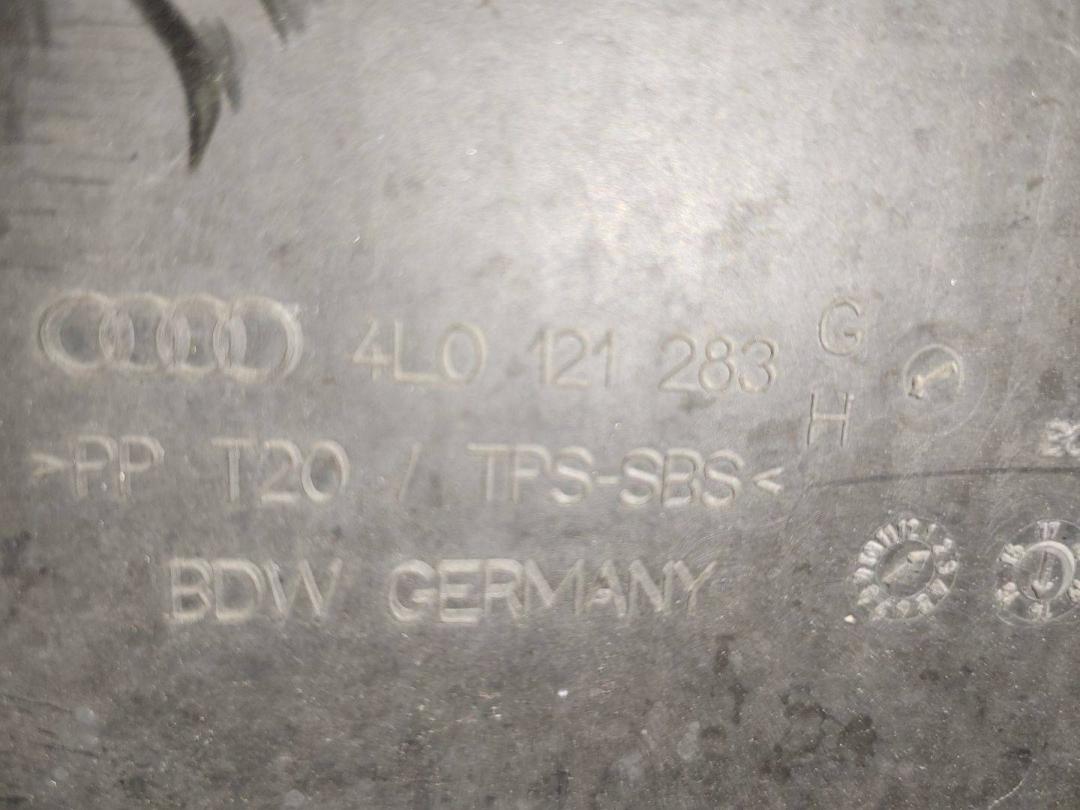 4L0 121 283 G
H
>PP T20 / TPS-SBS<
BDW GERMANY